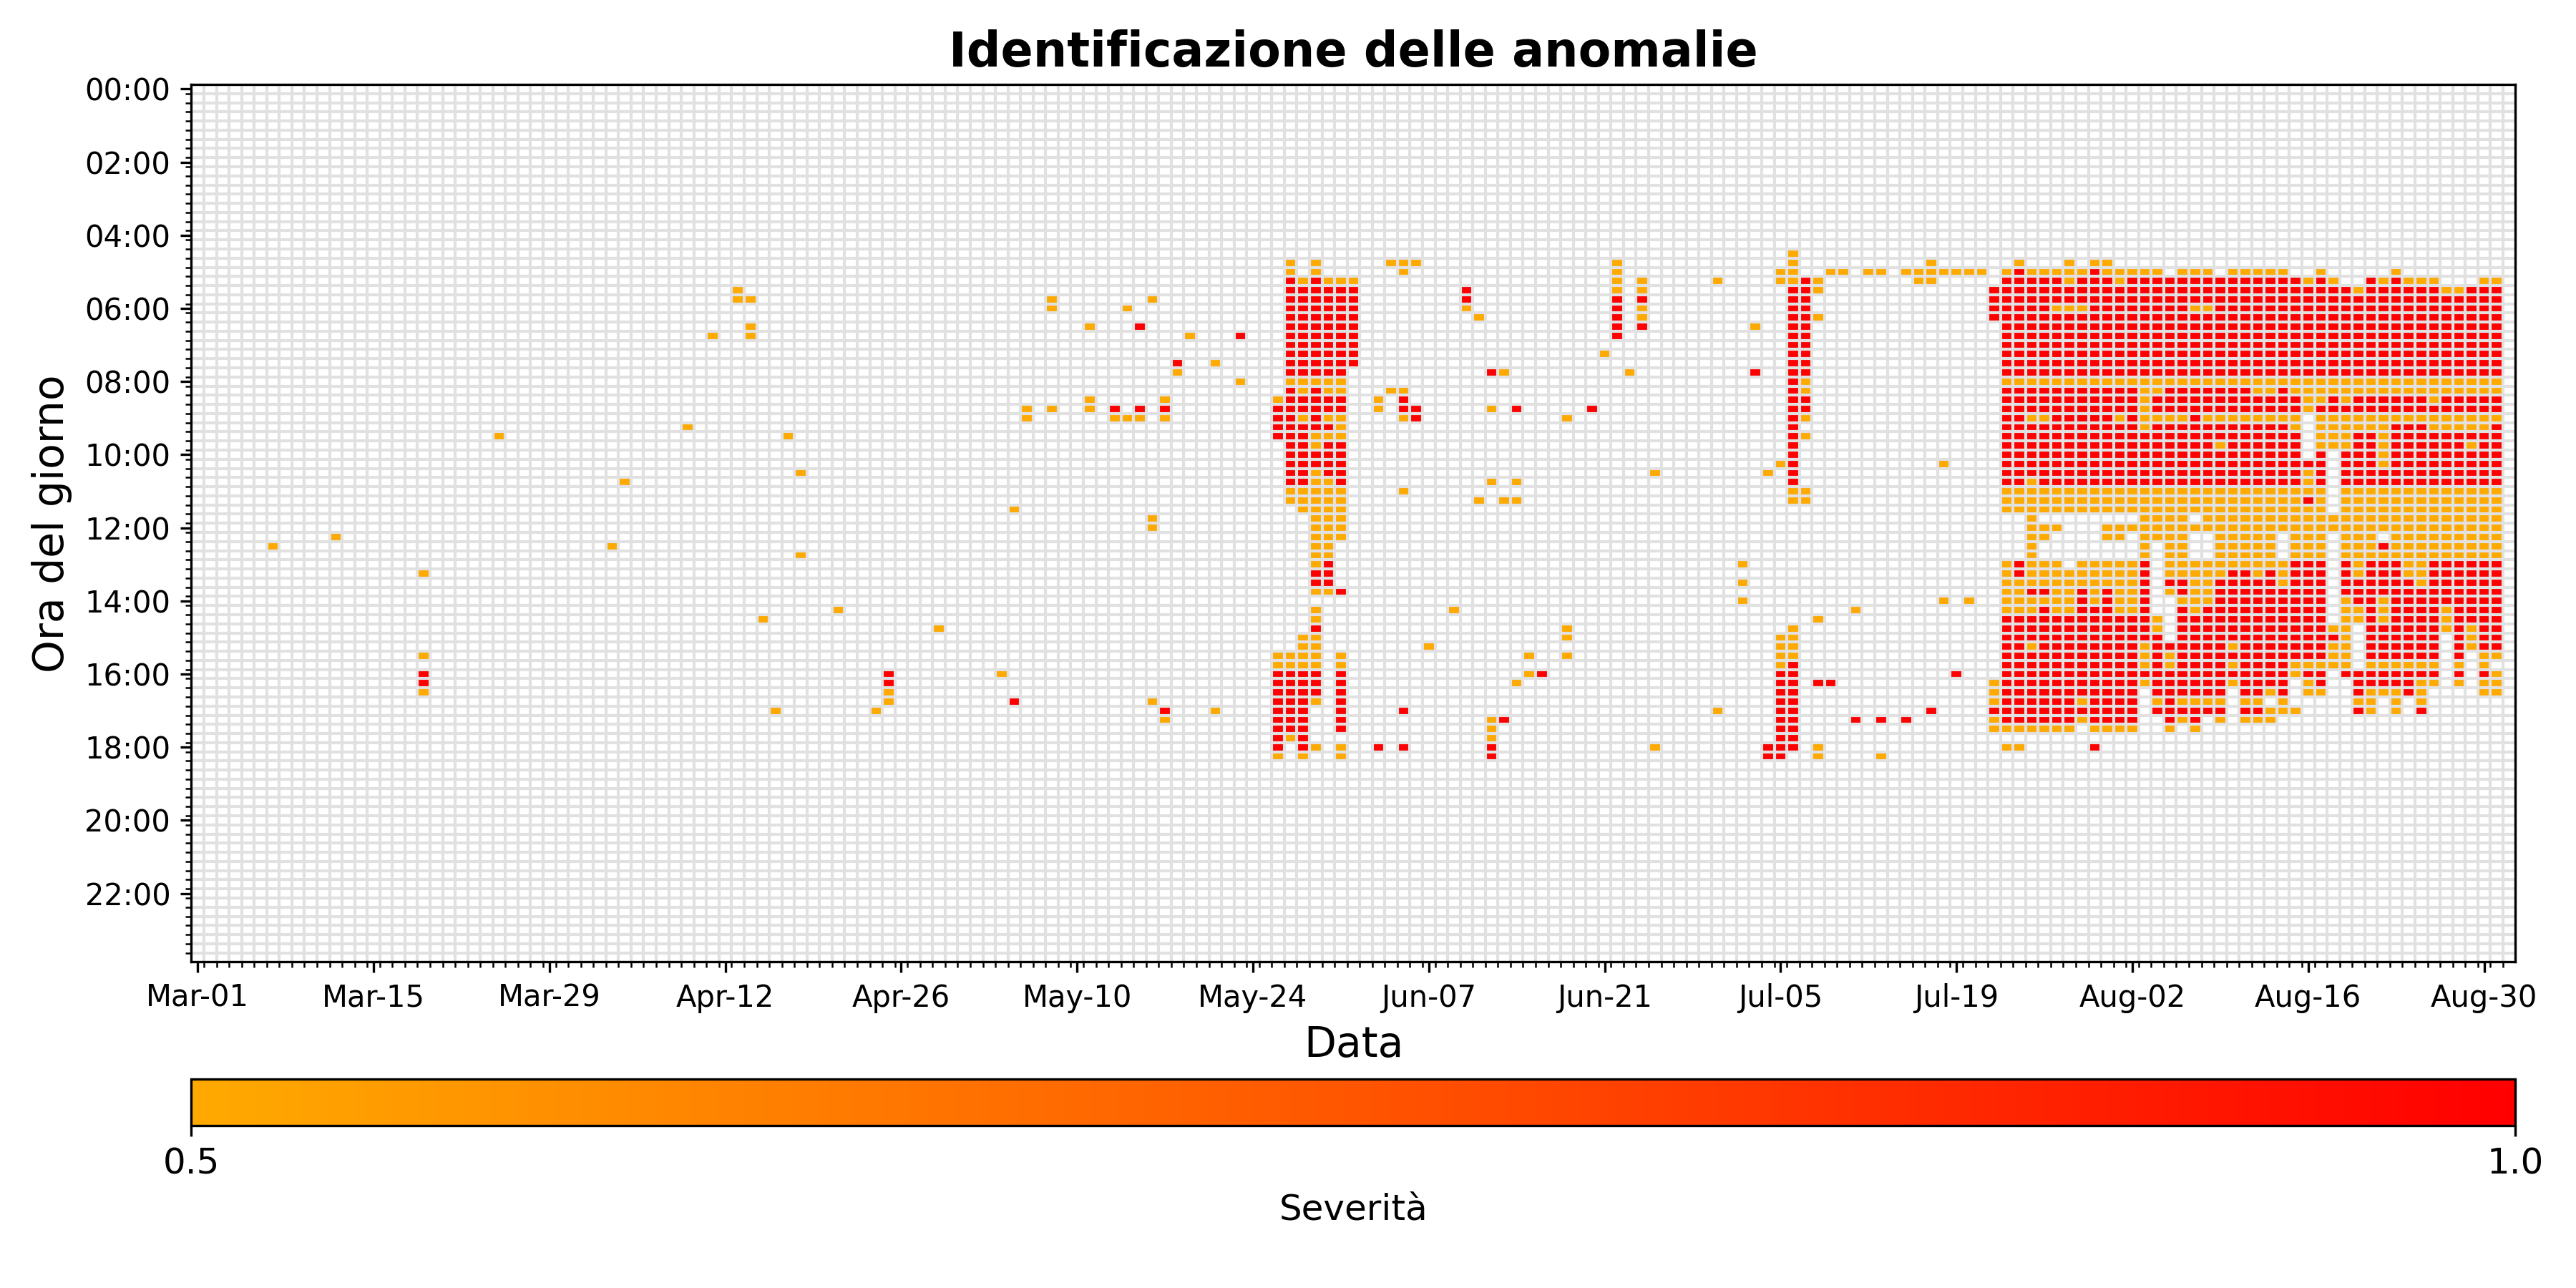 Identificazione delle anomalie
Ora del giorno
00:00
02:00
04:00
06:00
08:00
10:00
12:00
14:00
16:00
18:00
20:00
22:00
Mar-01 Mar-15 Mar-29 Apr-12 Apr-26 May-10 May-24 Jun-07 Jun-21 Jul-05 Jul-19 Aug-02 Aug-16 Aug-30
Data
0.5 1.0
Severità